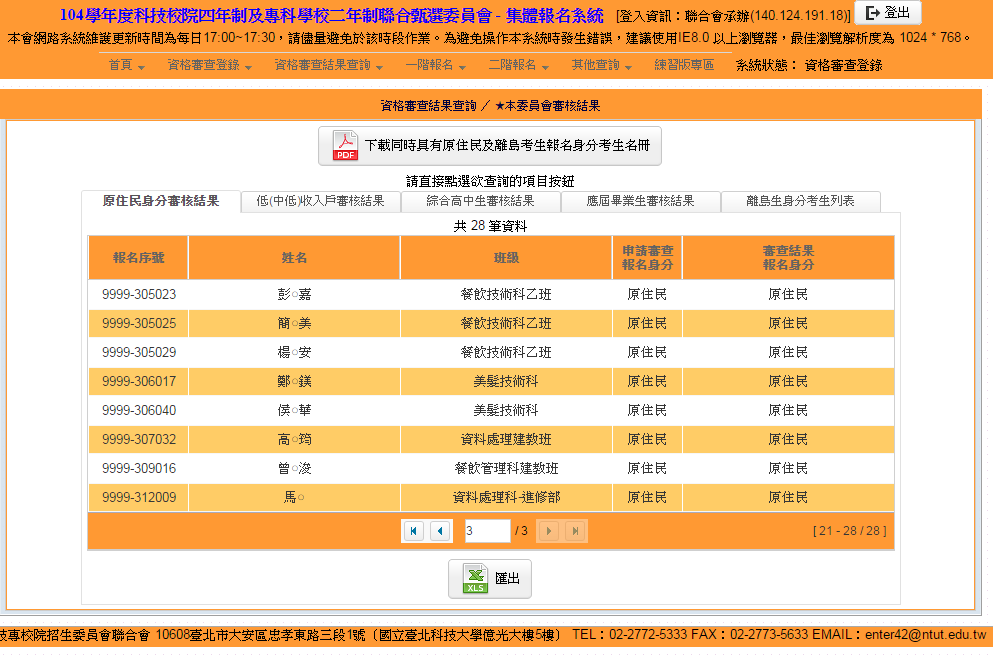 104學年度科技校院四年制及專科學校二年制聯合甄選委員會 - 集體報名系統 [登入資訊：聯合會承辦(140.124.191.18)] 登出
本會網路系統維護更新時間為每日17:00~17:30，請儘量避免於該時段作業。為避免操作本系統時發生錯誤，建議使用IE8.0 以上瀏覽器，最佳瀏覽解析度為 1024 * 768。
首頁 資格審查登錄 資格審查結果查詢 一階報名 二階報名 其他查詢 練習版專區 系統狀態： 資格審查登錄
資格審查結果查詢 ／ ★本委員會審核結果
PDF 下載同時具有原住民及離島考生報名身分考生名冊
請直接點選欲查詢的項目按鈕
原住民身分審核結果 低(中低)收入戶審核結果 綜合高中生審核結果 應屆畢業生審核結果 離島生身分考生列表
共 28 筆資料
報名序號 姓名 班級 申請審查報名身分 審查結果報名身分
9999-305023 彭○嘉 餐飲技術科乙班 原住民 原住民
9999-305025 簡○美 餐飲技術科乙班 原住民 原住民
9999-305029 楊○安 餐飲技術科乙班 原住民 原住民
9999-306017 鄭○鎂 美髮技術科 原住民 原住民
9999-306040 侯○華 美髮技術科 原住民 原住民
9999-307032 高○筠 資料處理建教班 原住民 原住民
9999-309016 曾○浚 餐飲管理科建教班 原住民 原住民
9999-312009 馬○ 資料處理科-進修部 原住民 原住民
3 / 3 [ 21 - 28 / 28 ]
XLS 匯出
技專校院招生委員會聯合會 10608臺北市大安區忠孝東路三段1號〔國立臺北科技大學億光大樓5樓〕 TEL：02-2772-5333 FAX：02-2773-5633 EMAIL：enter42@ntut.edu.tw